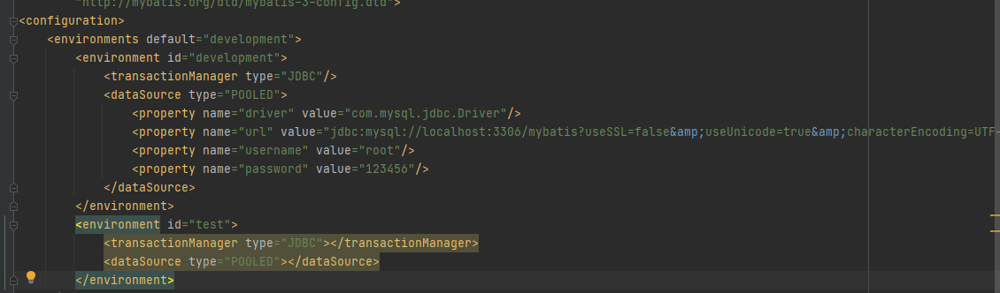 "http://mybatis.org/dtd/mybatis-3-config.dtd">
<configuration>
<environments default="development">
<environment id="development">
<transactionManager type="JDBC"/>
<dataSource type="POOLED">
<property name="driver" value="com.mysql.jdbc.Driver"/>
<property name="url" value="jdbc:mysql://localhost:3306/mybatis?useSSL=false&amp;useUnicode=true&amp;characterEncoding=UTF-
<property name="username" value="root"/>
<property name="password" value="123456"/>
</dataSource>
</environment>
<environment id="test">
<transactionManager type="JDBC"></transactionManager>
<dataSource type="POOLED"></dataSource>
</environment>